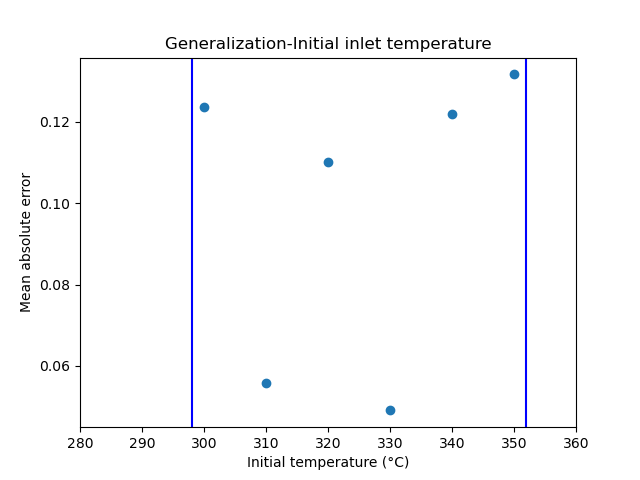 Generalization-Initial inlet temperature
Mean absolute error
0.12
0.10
0.08
0.06
280 290 300 310 320 330 340 350 360
Initial temperature (°C)